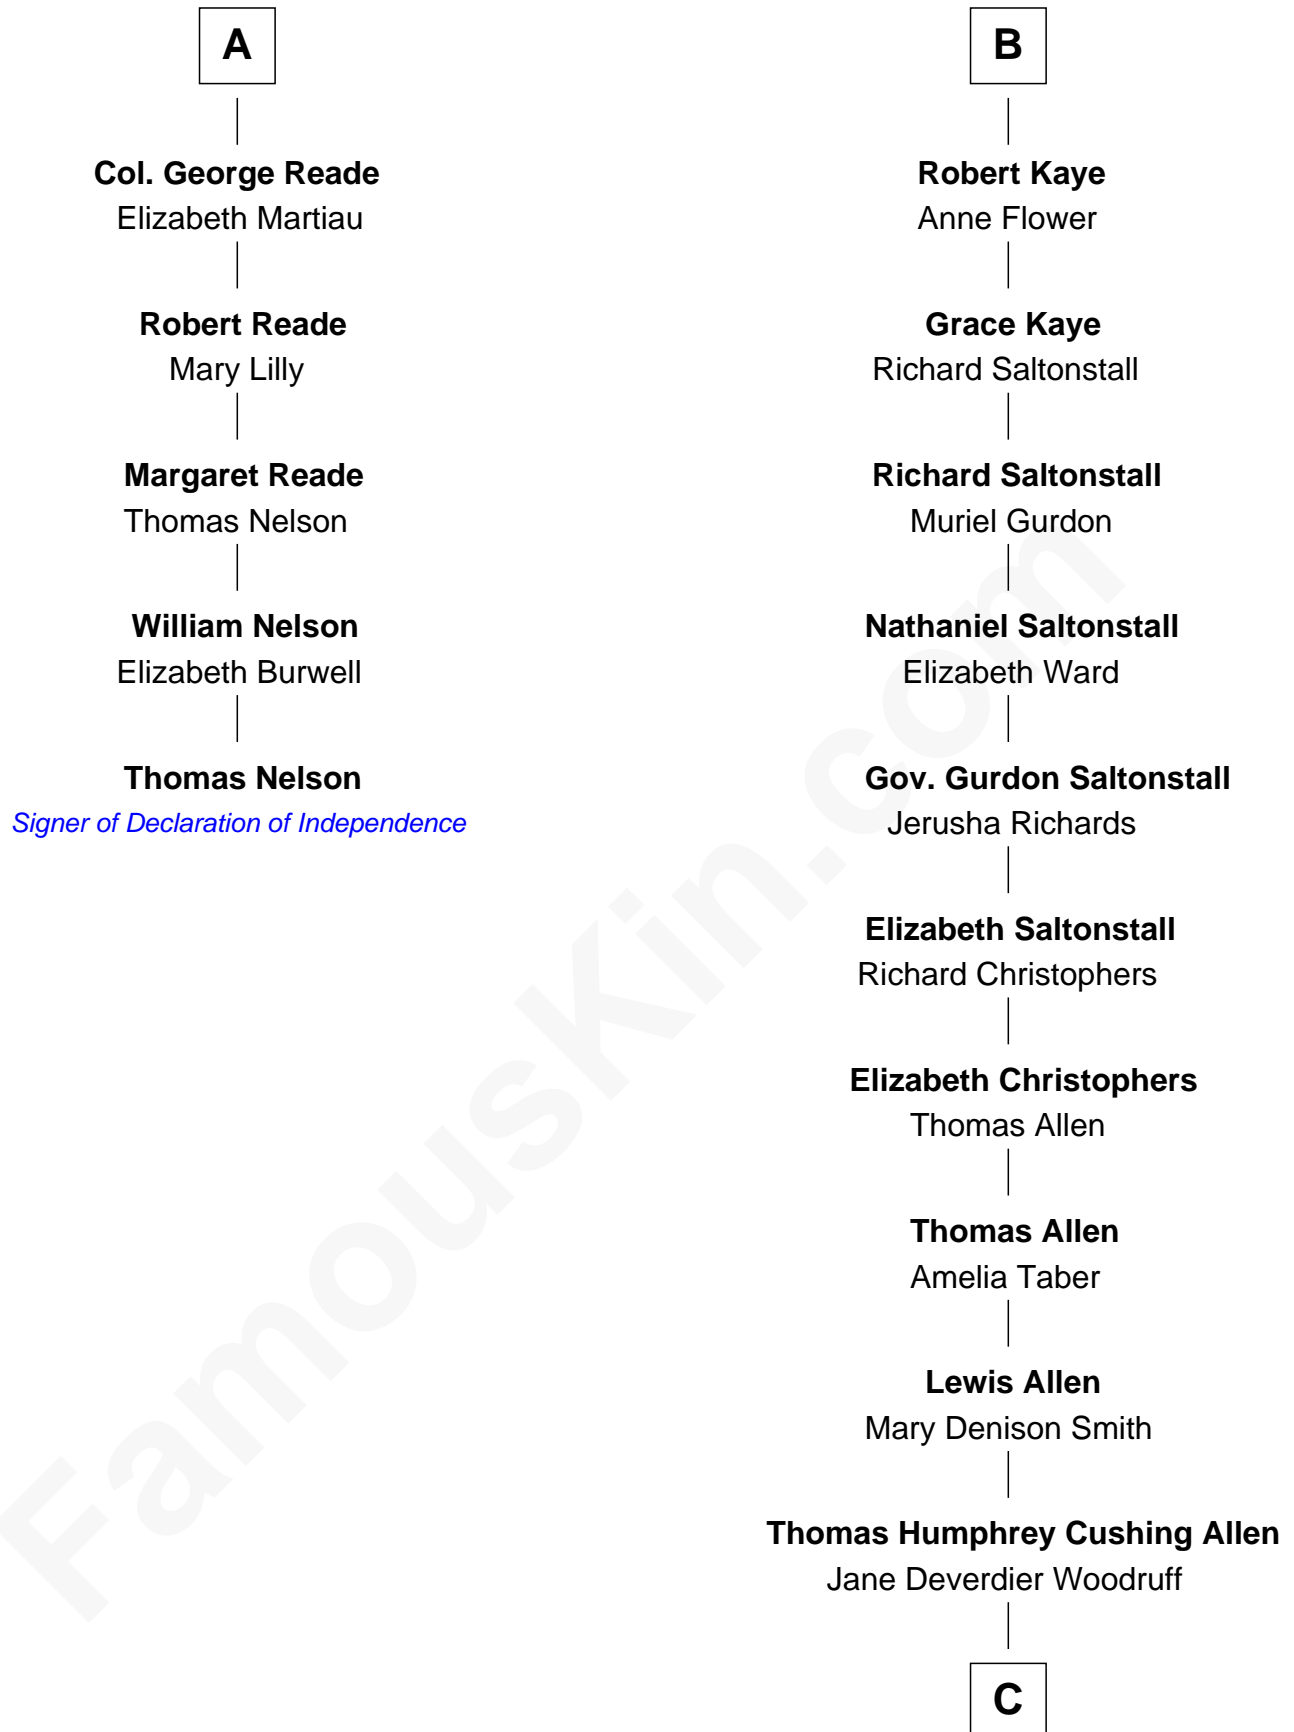 A
Col. George Reade
Elizabeth Martiau
Robert Reade
Mary Lilly
Margaret Reade
Thomas Nelson
William Nelson
Elizabeth Burwell
Thomas Nelson
Signer of Declaration of Independence
B
Robert Kaye
Anne Flower
Grace Kaye
Richard Saltonstall
Richard Saltonstall
Muriel Gurdon
Nathaniel Saltonstall
Elizabeth Ward
Gov. Gurdon Saltonstall
Jerusha Richards
Elizabeth Saltonstall
Richard Christophers
Elizabeth Christophers
Thomas Allen
Thomas Allen
Amelia Taber
Lewis Allen
Mary Denison Smith
Thomas Humphrey Cushing Allen
Jane Deverdier Woodruff
C
FamousKin.com